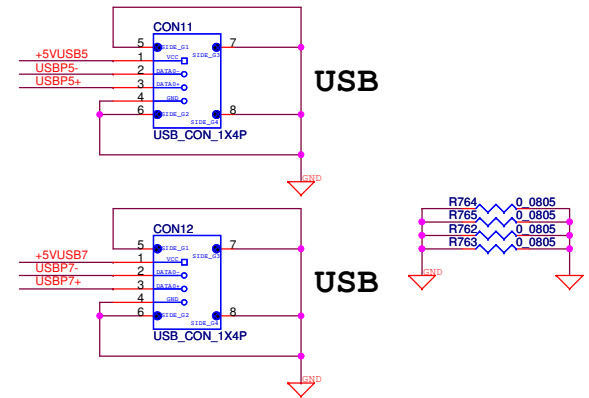 CON11
5 SIDE_G1 7
SIDE_G3
+5VUSB5 1 VCC
USBP5- 2 DATA0- USB
USBP5+ 3 DATA0+
4 GND 8
6 SIDE_G2
SIDE_G4
USB_CON_1X4P
GND
CON12
5 SIDE_G1 7
SIDE_G3
+5VUSB7 1 VCC
USBP7- 2 DATA0- USB
USBP7+ 3 DATA0+
4 GND 8
6 SIDE_G2
SIDE_G4
USB_CON_1X4P
GND
R764 0_0805
R765 0_0805
R762 0_0805
R763 0_0805
GND